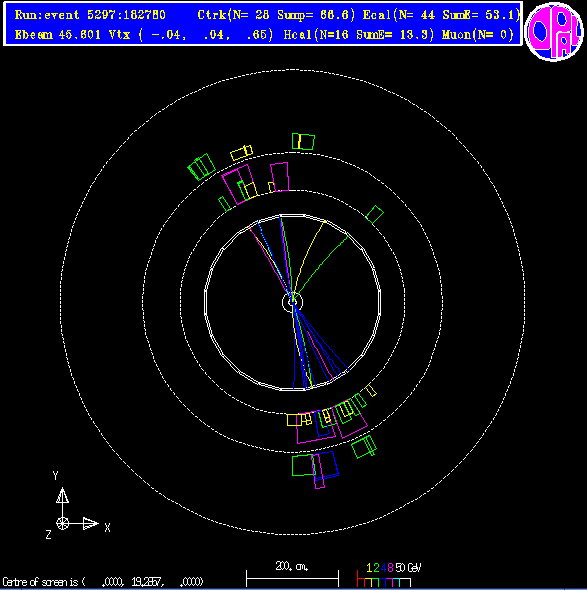 Run:event 5297:182780 Ctrk(N= 28 Sump= 66.6) Ecal(N= 44 SumE= 53.1)
Ebeam 45.601 Vtx ( -.04, .04, .65) Hcal(N=16 SumE= 13.3) Muon(N= 0)
OPAL
Y
X
Z
200. cm.
1 2 4 8 50 GeV
Centre of screen is ( .0000, 19.2857, .0000)